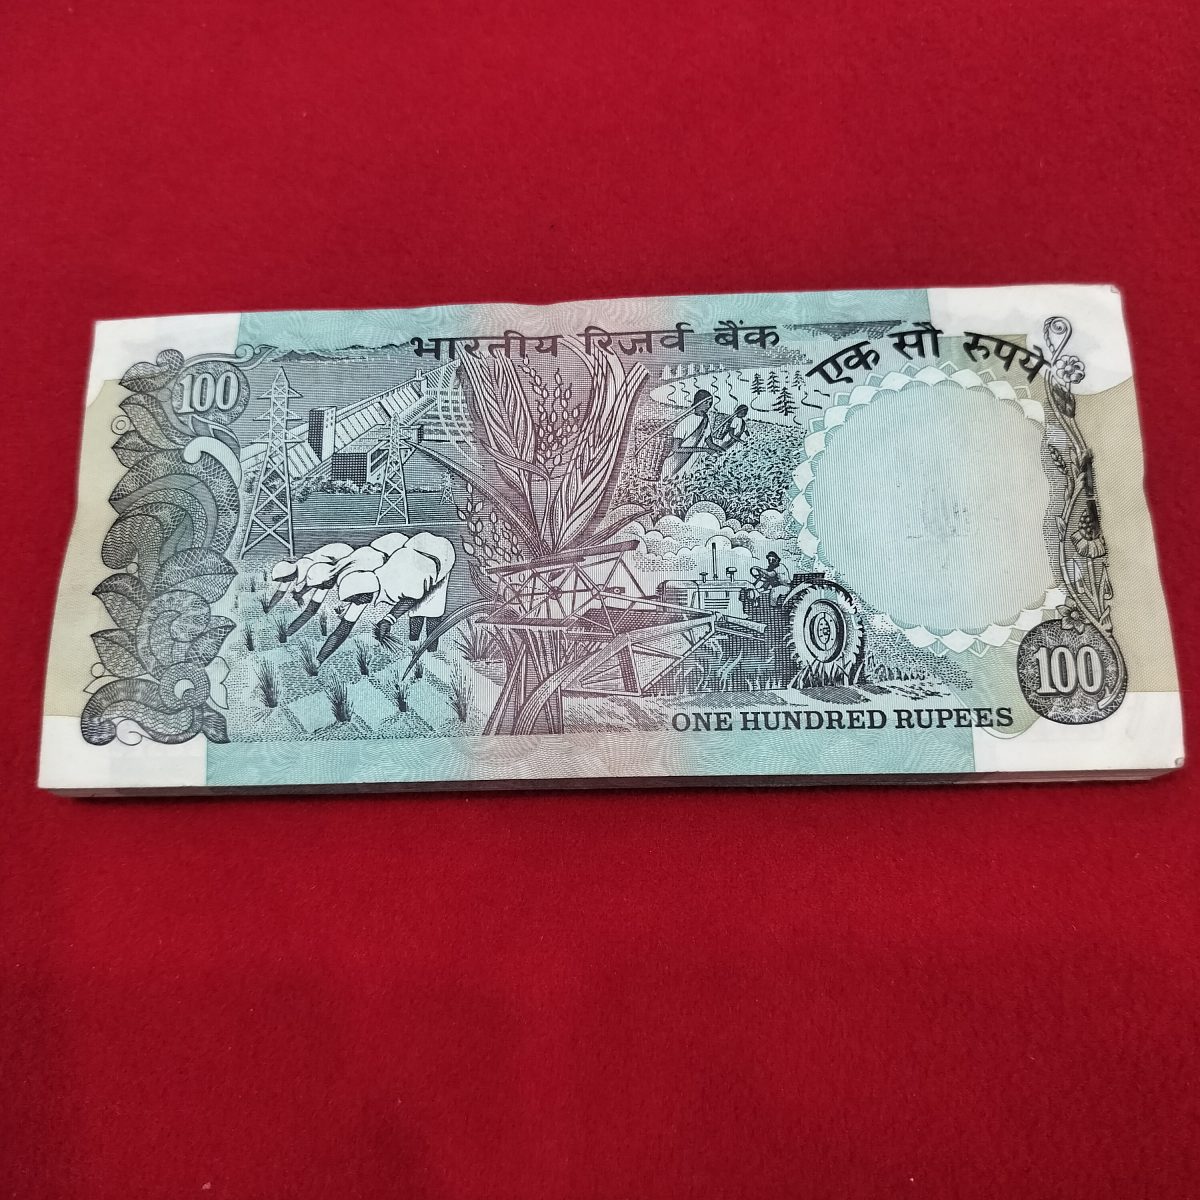 भारतीय रिज़र्व बैंक
एक सौ रुपये
100
100
ONE HUNDRED RUPEES